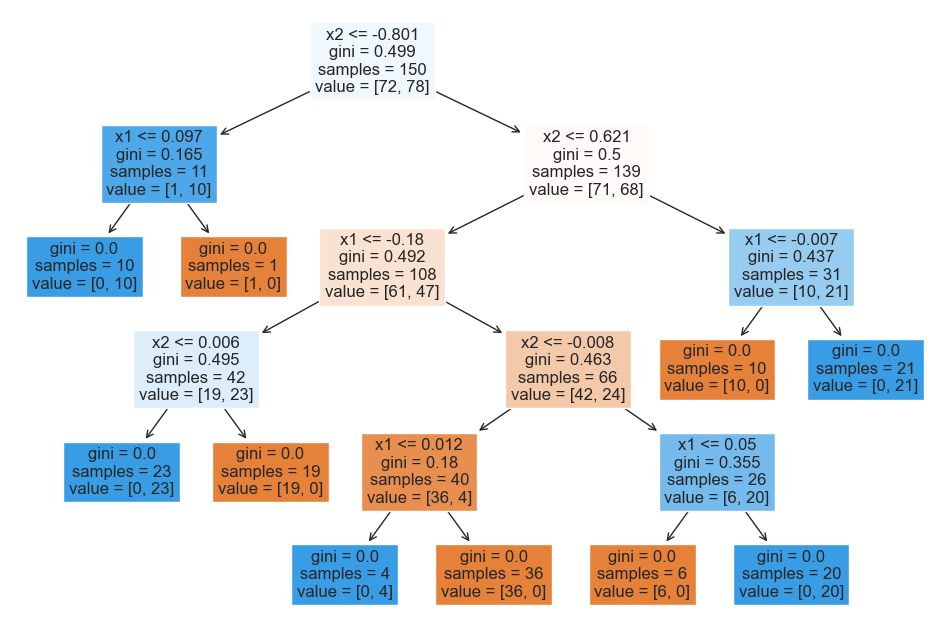 x2 <= -0.801
gini = 0.499
samples = 150
value = [72, 78]
x1 <= 0.097
gini = 0.165
samples = 11
value = [1, 10]
x2 <= 0.621
gini = 0.5
samples = 139
value = [71, 68]
gini = 0.0
samples = 10
value = [0, 10]
gini = 0.0
samples = 1
value = [1, 0]
x1 <= -0.18
gini = 0.492
samples = 108
value = [61, 47]
x1 <= -0.007
gini = 0.437
samples = 31
value = [10, 21]
x2 <= 0.006
gini = 0.495
samples = 42
value = [19, 23]
x2 <= -0.008
gini = 0.463
samples = 66
value = [42, 24]
gini = 0.0
samples = 10
value = [10, 0]
gini = 0.0
samples = 21
value = [0, 21]
gini = 0.0
samples = 23
value = [0, 23]
gini = 0.0
samples = 19
value = [19, 0]
x1 <= 0.012
gini = 0.18
samples = 40
value = [36, 4]
x1 <= 0.05
gini = 0.355
samples = 26
value = [6, 20]
gini = 0.0
samples = 4
value = [0, 4]
gini = 0.0
samples = 36
value = [36, 0]
gini = 0.0
samples = 6
value = [6, 0]
gini = 0.0
samples = 20
value = [0, 20]